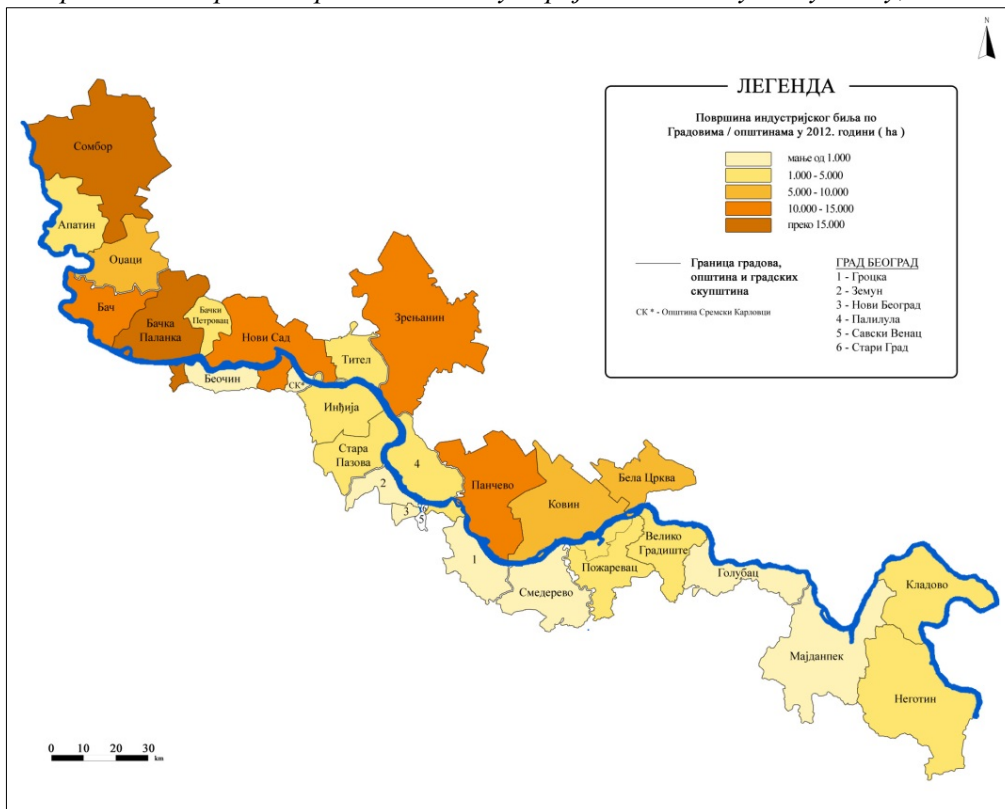 N
ЛЕГЕНДА
Површина индустријског биља по
Градовима / општинама у 2012. години ( ha )
мање од 1.000
1.000 - 5.000
5.000 - 10.000
10.000 - 15.000
преко 15.000
Граница градова,
општина и градских
скупштина
СК * - Општина Сремски Карловци
ГРАД БЕОГРАД
1 - Гроцка
2 - Земун
3 - Нови Београд
4 - Палилула
5 - Савски Венац
6 - Стари Град
Сомбор
Апатин
Оџаци
Бач
Бачка
Паланка
Бачки
Петровац
Нови Сад
Зрењанин
Тител
Беочин
СК*
Инђија
Стара
Пазова
4
2
3
6
5
1
Панчево
Ковин
Бела Црква
Смедерево
Пожаревац
Велико
Градиште
Голубац
Мајданпек
Кладово
Неготин
0 10 20 30
km